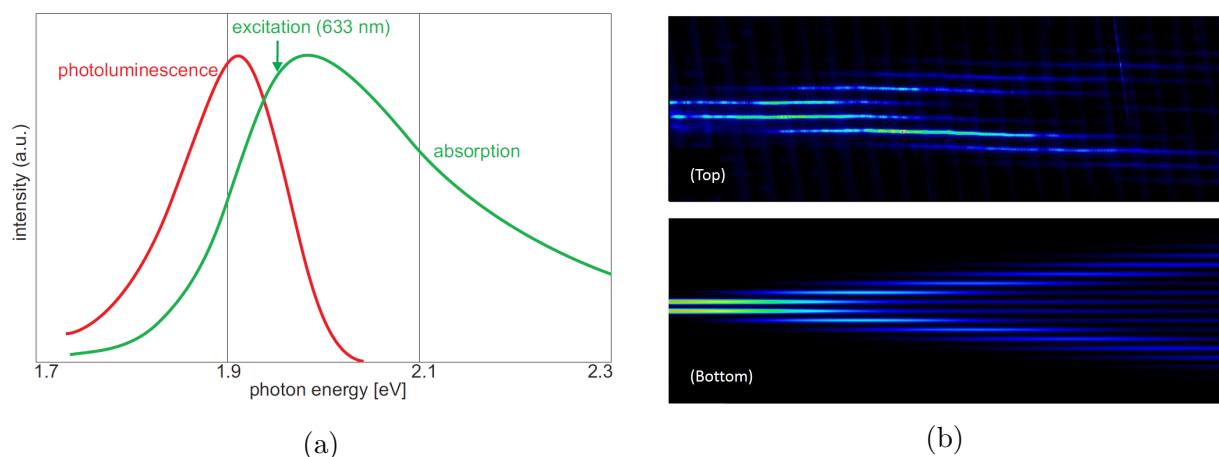 excitation (633 nm)
photoluminescence
absorption
intensity (a.u.)
1.7
1.9
2.1
2.3
photon energy [eV]
(a)
(Top)
(Bottom)
(b)